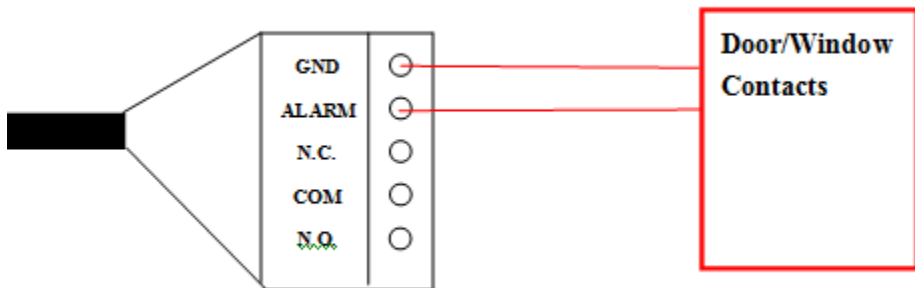 GND
ALARM
N.C.
COM
N.O.
Door/Window
Contacts